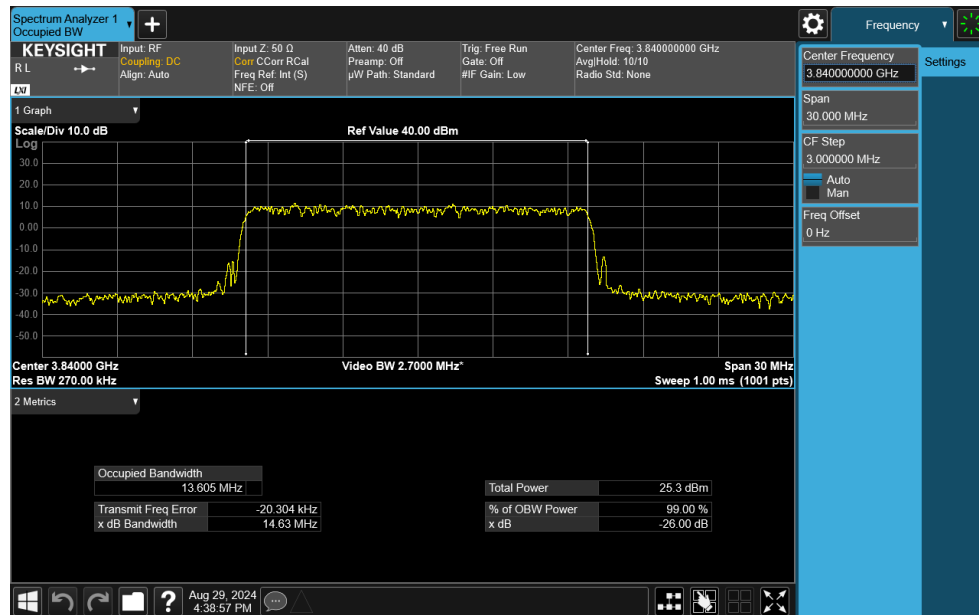 Spectrum Analyzer 1
Occupied BW
Frequency
KEYSIGHT
R L
LXI
Input: RF
Coupling: DC
Align: Auto
Input Z: 50 Ω
Corr CCorr RCal
Freq Ref: Int (S)
NFE: Off
Atten: 40 dB
Preamp: Off
µW Path: Standard
Trig: Free Run
Gate: Off
#IF Gain: Low
Center Freq: 3.840000000 GHz
Avg|Hold: 10/10
Radio Std: None
Center Frequency
3.840000000 GHz
Settings
Span
30.000 MHz
CF Step
3.000000 MHz
Auto
Man
Freq Offset
0 Hz
1 Graph
Scale/Div 10.0 dB
Ref Value 40.00 dBm
Log
30.0
20.0
10.0
0.00
-10.0
-20.0
-30.0
-40.0
-50.0
Center 3.84000 GHz
Video BW 2.7000 MHz*
Span 30 MHz
Res BW 270.00 kHz
Sweep 1.00 ms (1001 pts)
2 Metrics
Occupied Bandwidth
13.605 MHz
Transmit Freq Error -20.304 kHz
x dB Bandwidth 14.63 MHz
Total Power 25.3 dBm
% of OBW Power 99.00 %
x dB -26.00 dB
?
Aug 29, 2024
4:38:57 PM